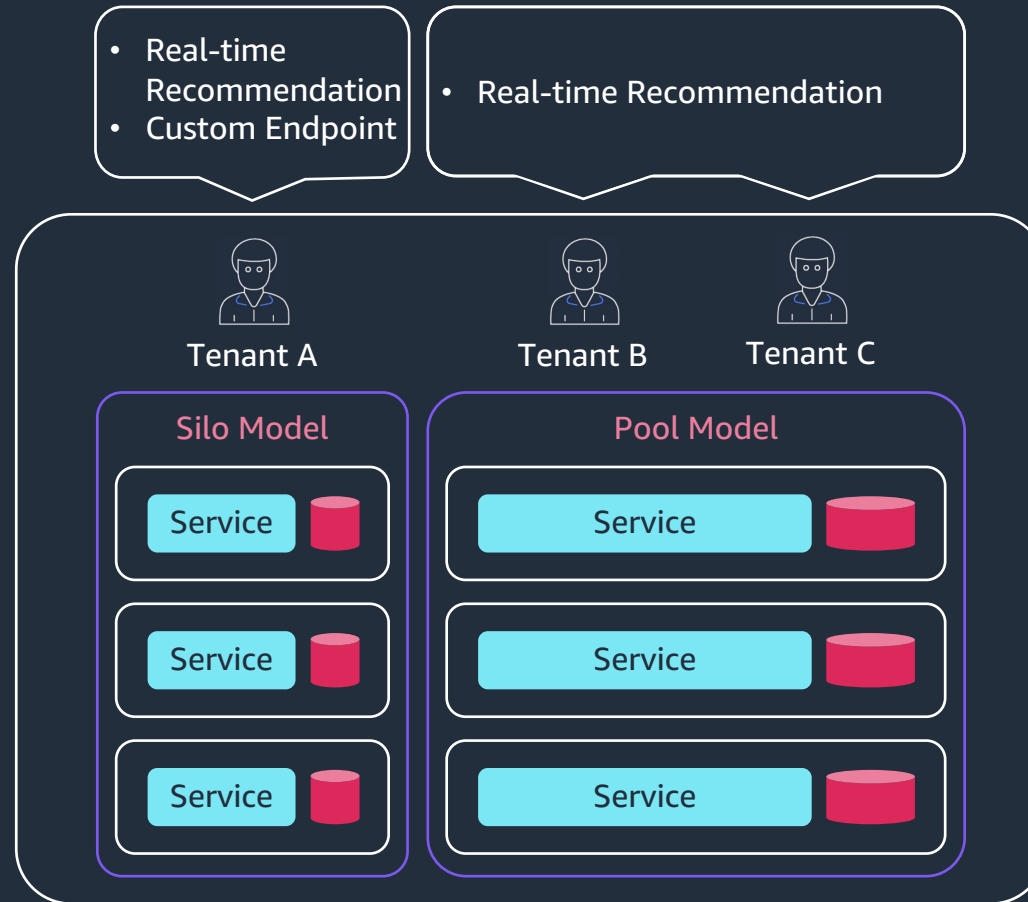 • Real-time
Recommendation
• Custom Endpoint
• Real-time Recommendation
Tenant A
Tenant B
Tenant C
Silo Model
Service
Service
Service
Pool Model
Service
Service
Service